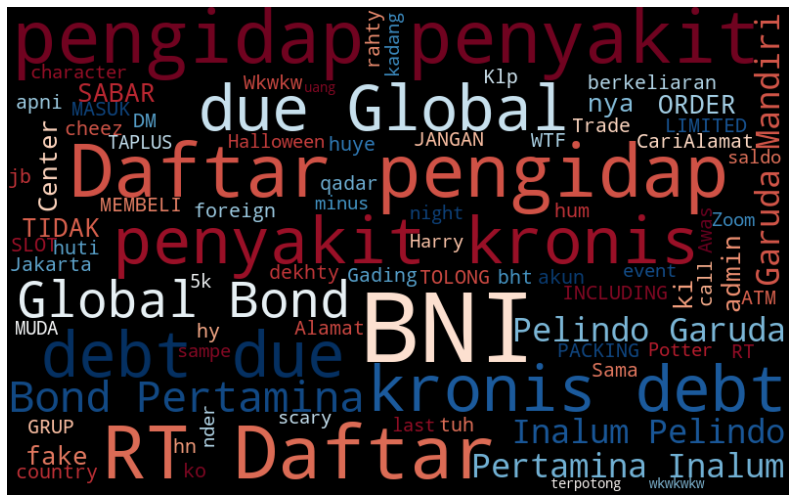 pengidap penyakit
rahty
kadang
character
Wkwkw
uang
Klp
berkeliaran
Garuda Mandiri
SABAR
apni
MASUK
DM
due Global
nya
ORDER
cheez
TAPLUS
Halloween
huye
JANGAN
WTF
Trade
LIMITED
CariAlamat
Center
jb
Daftar pengidap
saldo
MEMBELI
qadar
minus
foreign
night
hum
Awas
Zoom
TIDAK
SLOT
huti
Jakarta
penyakit kronis
Harry
dekhty
Gading
TOLONG
bht
akun
event
ki
call
admin
ATM
5k
Global Bond
INCLUDING
MUDA
hy
Alamat
BNI
Pelindo Garuda
debt due
sampe
PACKING
Potter
RT
Sama
Bond Pertamina
kronis debt
GRUP
nder
scary
last
tuh
Inalum Pelindo
fake
hn
RT Daftar
country
ko
Pertamina Inalum
terpotong
wkwkwkw